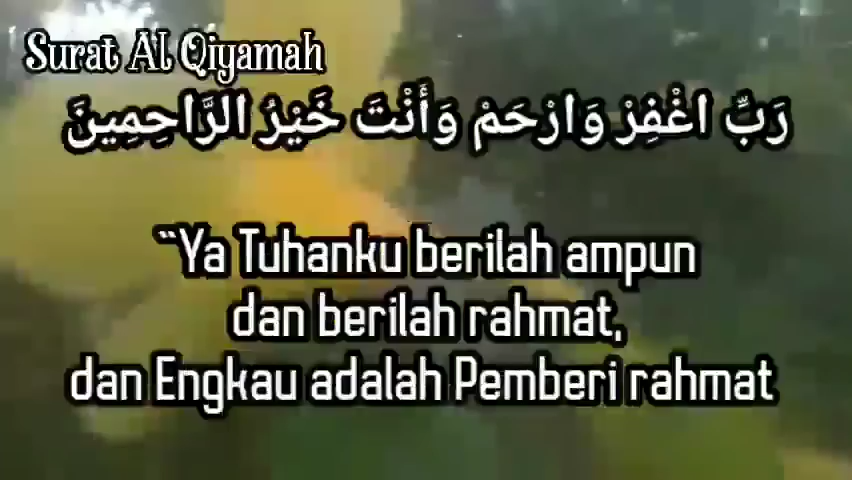 Surat Al Qiyamah
رَبِّ اغْفِرْ وَارْحَمْ وَأَنْتَ خَيْرُ الرَّاحِمِينَ
"Ya Tuhanku berilah ampun
dan berilah rahmat,
dan Engkau adalah Pemberi rahmat